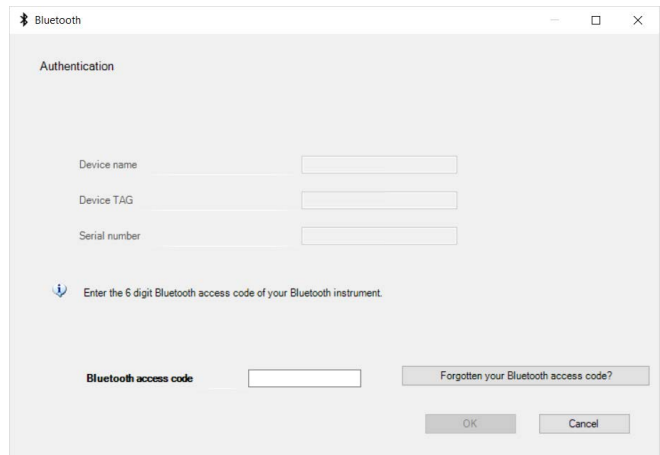 Bluetooth
Authentication
Device name
Device TAG
Serial number
Enter the 6 digit Bluetooth access code of your Bluetooth instrument.
Bluetooth access code
Forgotten your Bluetooth access code?
OK
Cancel